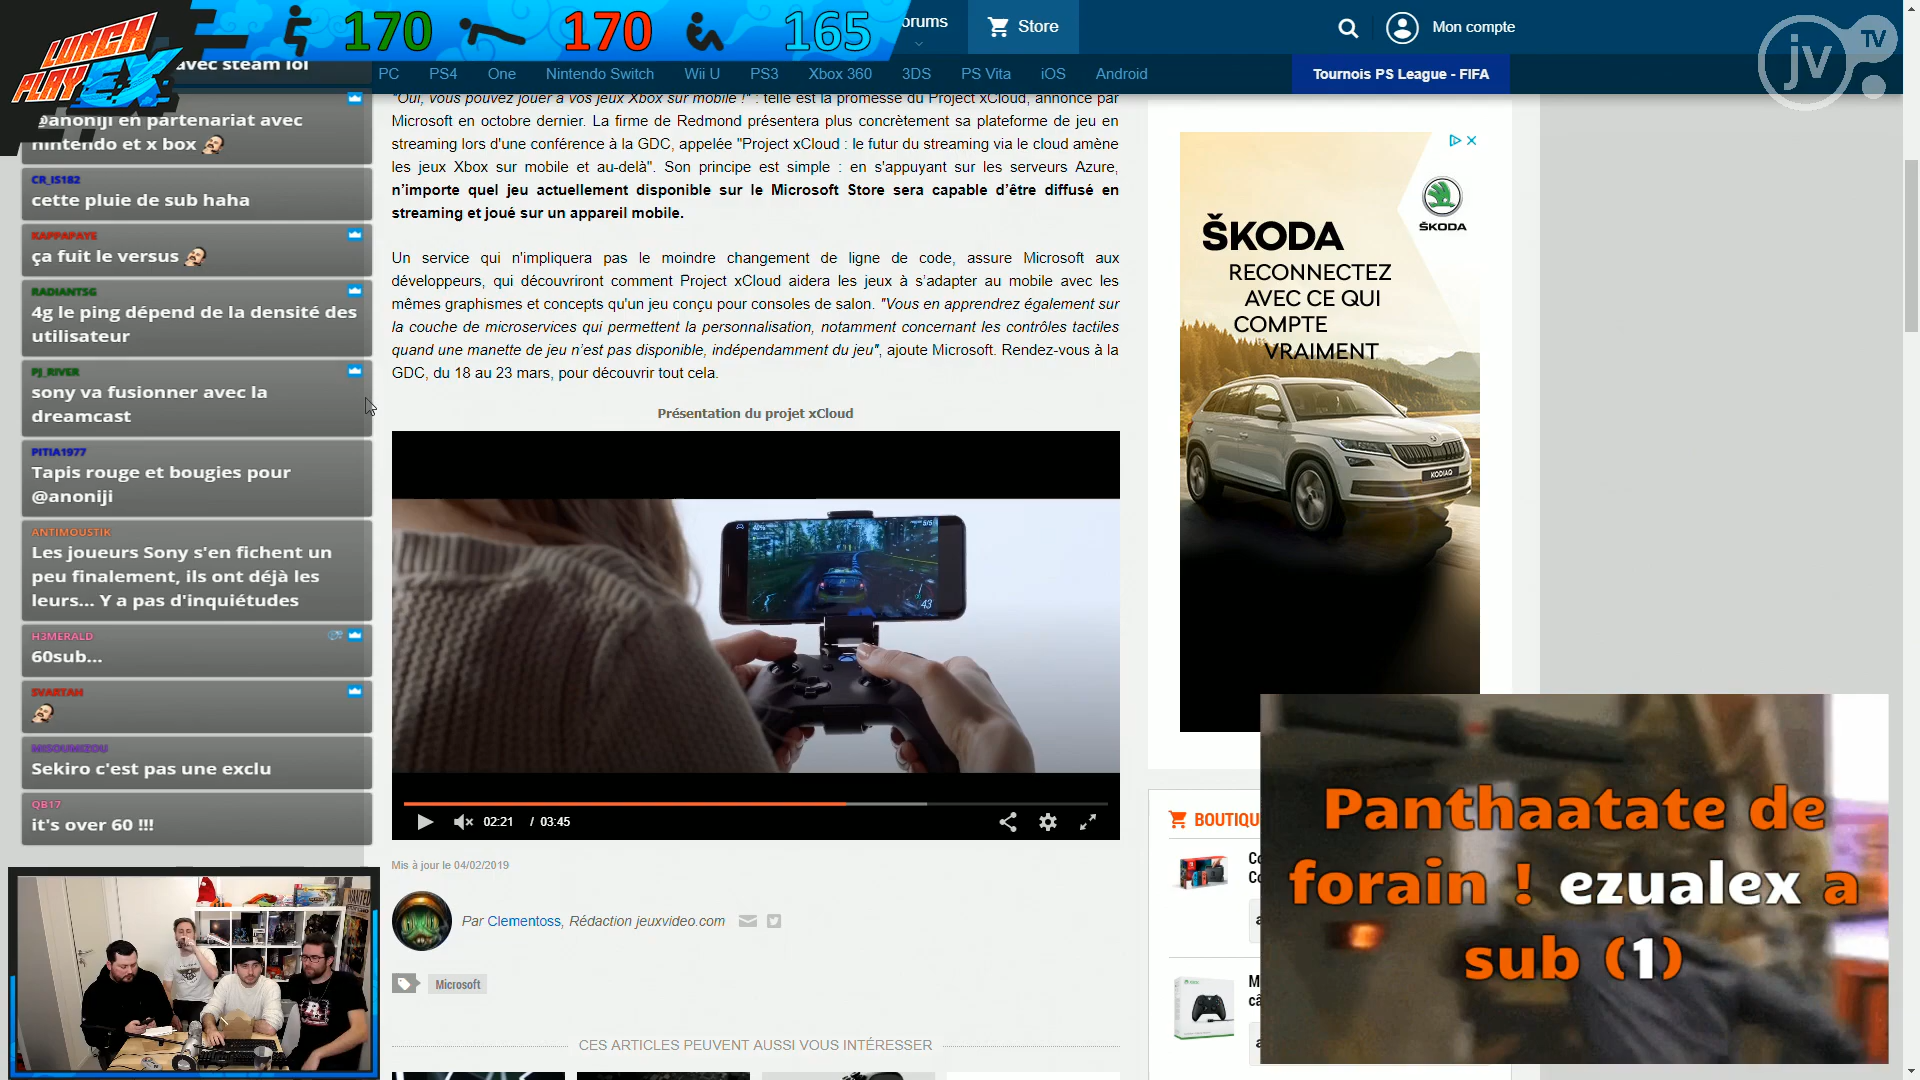 LUNCH
PLAY
EX
170
170
165
orums
Store
Mon compte
jv
TV
PC
PS4
One
Nintendo Switch
Wii U
PS3
Xbox 360
3DS
PS Vita
iOS
Android
Tournois PS League - FIFA
avec steam lol
@anoniji en partenariat avec
nintendo et x box
CR_IS182
cette pluie de sub haha
KAPPAPAYE
ça fuit le versus
RADIANTSG
4g le ping dépend de la densité des
utilisateur
PJ_RIVER
sony va fusionner avec la
dreamcast
PITIA1977
Tapis rouge et bougies pour
@anoniji
ANTIMOUSTIK
Les joueurs Sony s'en fichent un
peu finalement, ils ont déjà les
leurs... Y a pas d'inquiétudes
H3MERALD
60sub...
SVARTAN
MISOUMIZOU
Sekiro c'est pas une exclu
QB17
it's over 60 !!!
"Oui, vous pouvez jouer à vos jeux Xbox sur mobile !" : telle est la promesse du Project xCloud, annoncé par
Microsoft en octobre dernier. La firme de Redmond présentera plus concrètement sa plateforme de jeu en
streaming lors d'une conférence à la GDC, appelée "Project xCloud : le futur du streaming via le cloud amène
les jeux Xbox sur mobile et au-delà". Son principe est simple : en s'appuyant sur les serveurs Azure,
n’importe quel jeu actuellement disponible sur le Microsoft Store sera capable d’être diffusé en
streaming et joué sur un appareil mobile.
Un service qui n'impliquera pas le moindre changement de ligne de code, assure Microsoft aux
développeurs, qui découvriront comment Project xCloud aidera les jeux à s’adapter au mobile avec les
mêmes graphismes et concepts qu'un jeu conçu pour consoles de salon. "Vous en apprendrez également sur
la couche de microservices qui permettent la personnalisation, notamment concernant les contrôles tactiles
quand une manette de jeu n’est pas disponible, indépendamment du jeu", ajoute Microsoft. Rendez-vous à la
GDC, du 18 au 23 mars, pour découvrir tout cela.
Présentation du projet xCloud
40%
5/5
43
02:21 / 03:45
Mis à jour le 04/02/2019
Par Clementoss, Rédaction jeuxvideo.com
Microsoft
CES ARTICLES PEUVENT AUSSI VOUS INTÉRESSER
ŠKODA
ŠKODA
RECONNECTEZ
AVEC CE QUI
COMPTE
VRAIMENT
KODIAQ
BOUTIQU
Co
Co
M
câ
Panthaatate de
forain ! ezualex a
sub (1)
WANTED